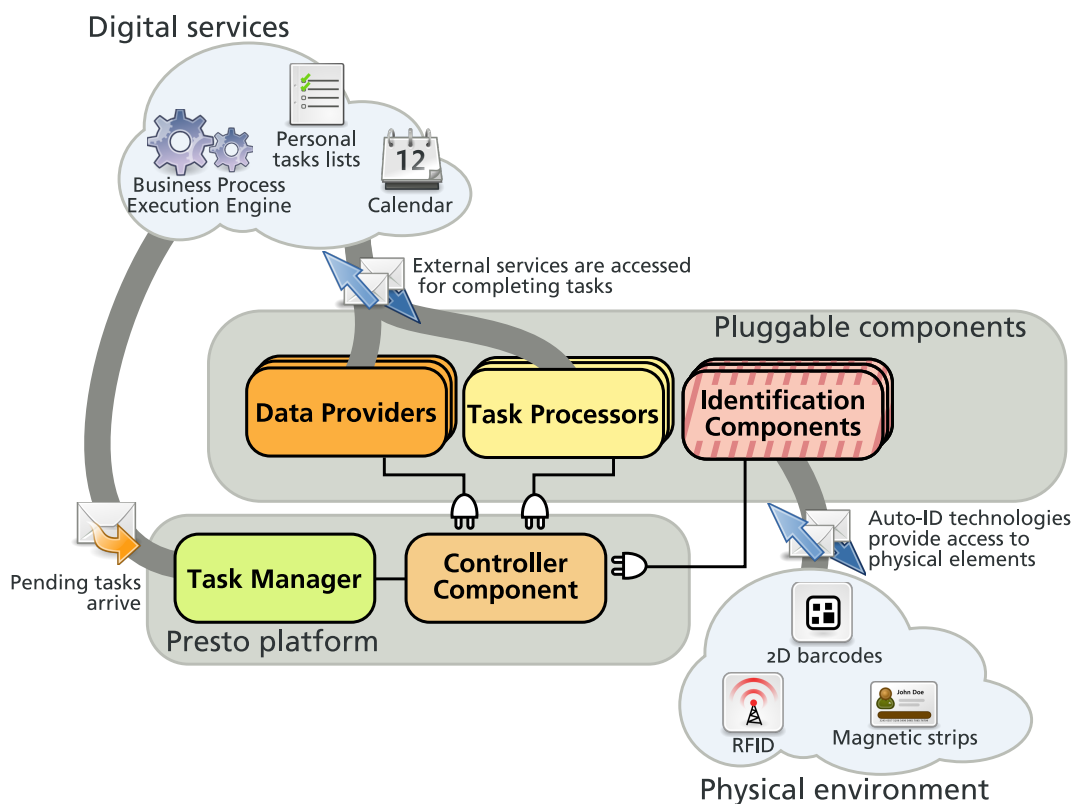 Digital services
Personal
tasks lists
12
Business Process
Execution Engine
Calendar
External services are accessed
for completing tasks
Pluggable components
Data Providers
Task Processors
Identification
Components
Auto-ID technologies
provide access to
physical elements
Pending tasks
arrive
Task Manager
Controller
Component
Presto platform
2D barcodes
John Doe
RFID
Magnetic strips
Physical environment